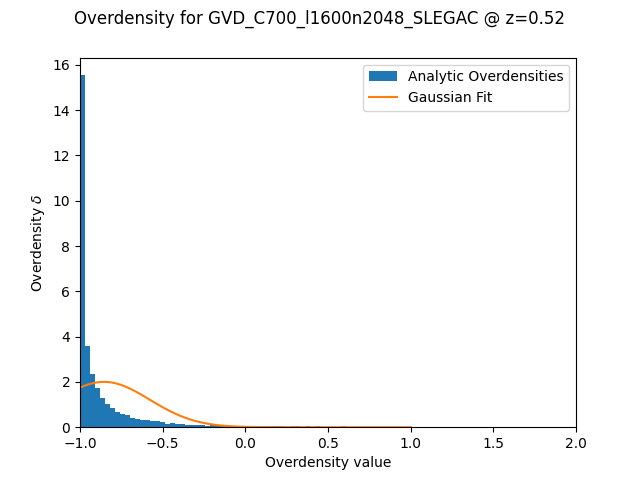 Overdensity for GVD_C700_l1600n2048_SLEGAC @ z=0.52
Analytic Overdensities
Gaussian Fit
Overdensity δ
16
14
12
10
8
6
4
2
0
−1.0 −0.5 0.0 0.5 1.0 1.5 2.0
Overdensity value